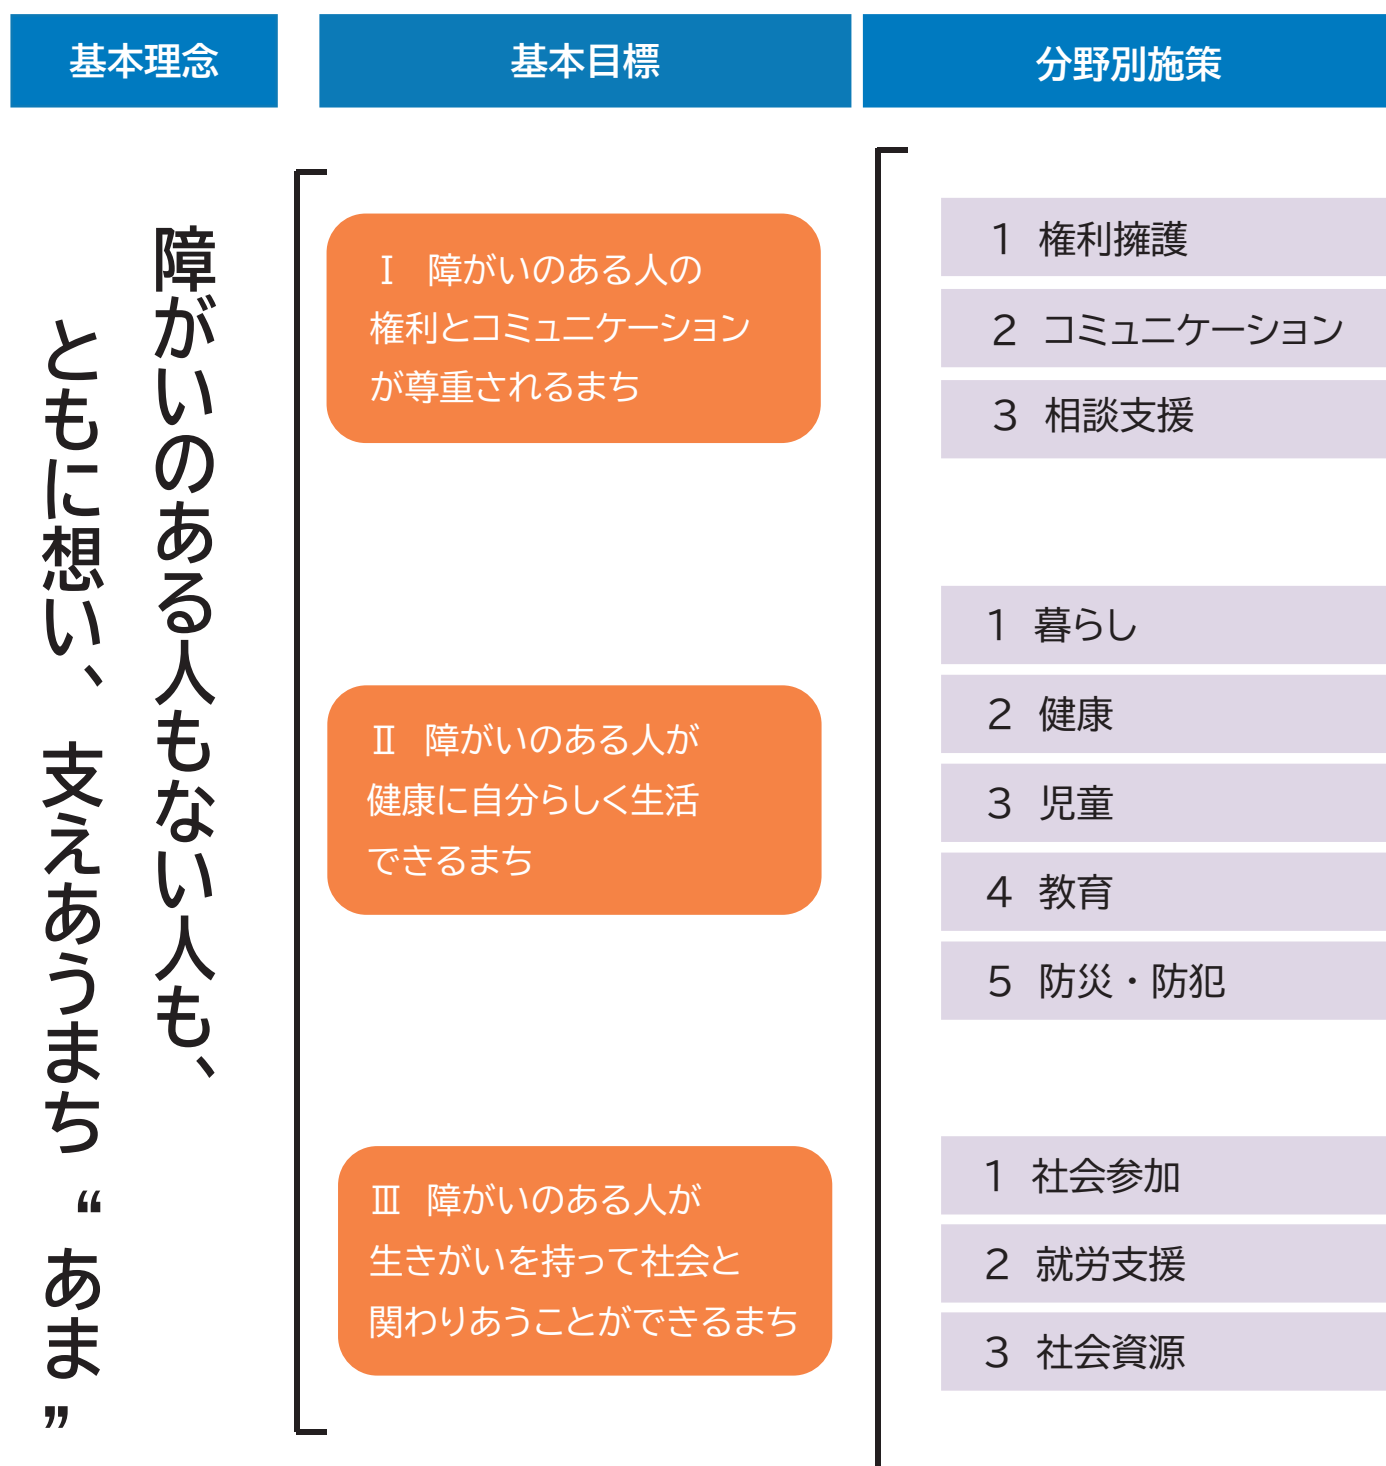 基本理念
基本目標
分野別施策
障がいのある人もない人も、
ともに想い、支えあうまち“あま”
Ⅰ 障がいのある人の
権利とコミュニケーション
が尊重されるまち
1 権利擁護
2 コミュニケーション
3 相談支援
Ⅱ 障がいのある人が
健康に自分らしく生活
できるまち
1 暮らし
2 健康
3 児童
4 教育
5 防災・防犯
Ⅲ 障がいのある人が
生きがいを持って社会と
関わりあうことができるまち
1 社会参加
2 就労支援
3 社会資源